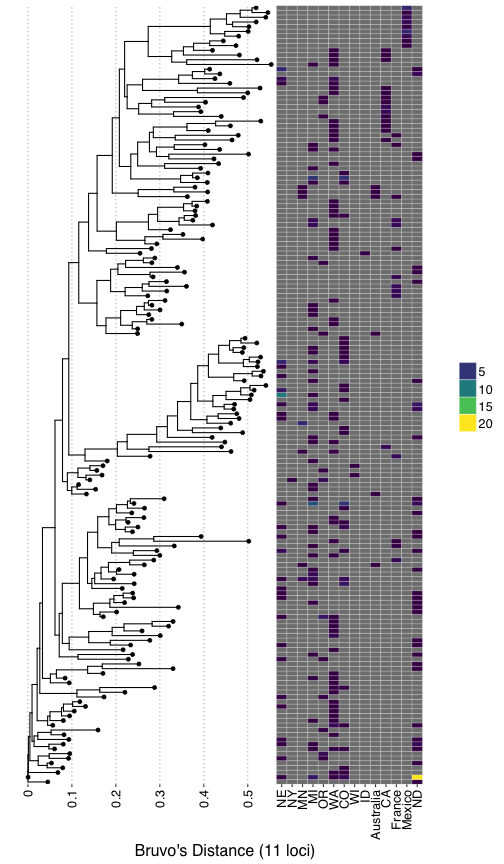 5
10
15
20
0
0.1
0.2
0.3
0.4
0.5
NE
NY
MN
MI
OR
WA
CO
WI
ID
Australia
CA
France
Mexico
ND
Bruvo's Distance (11 loci)